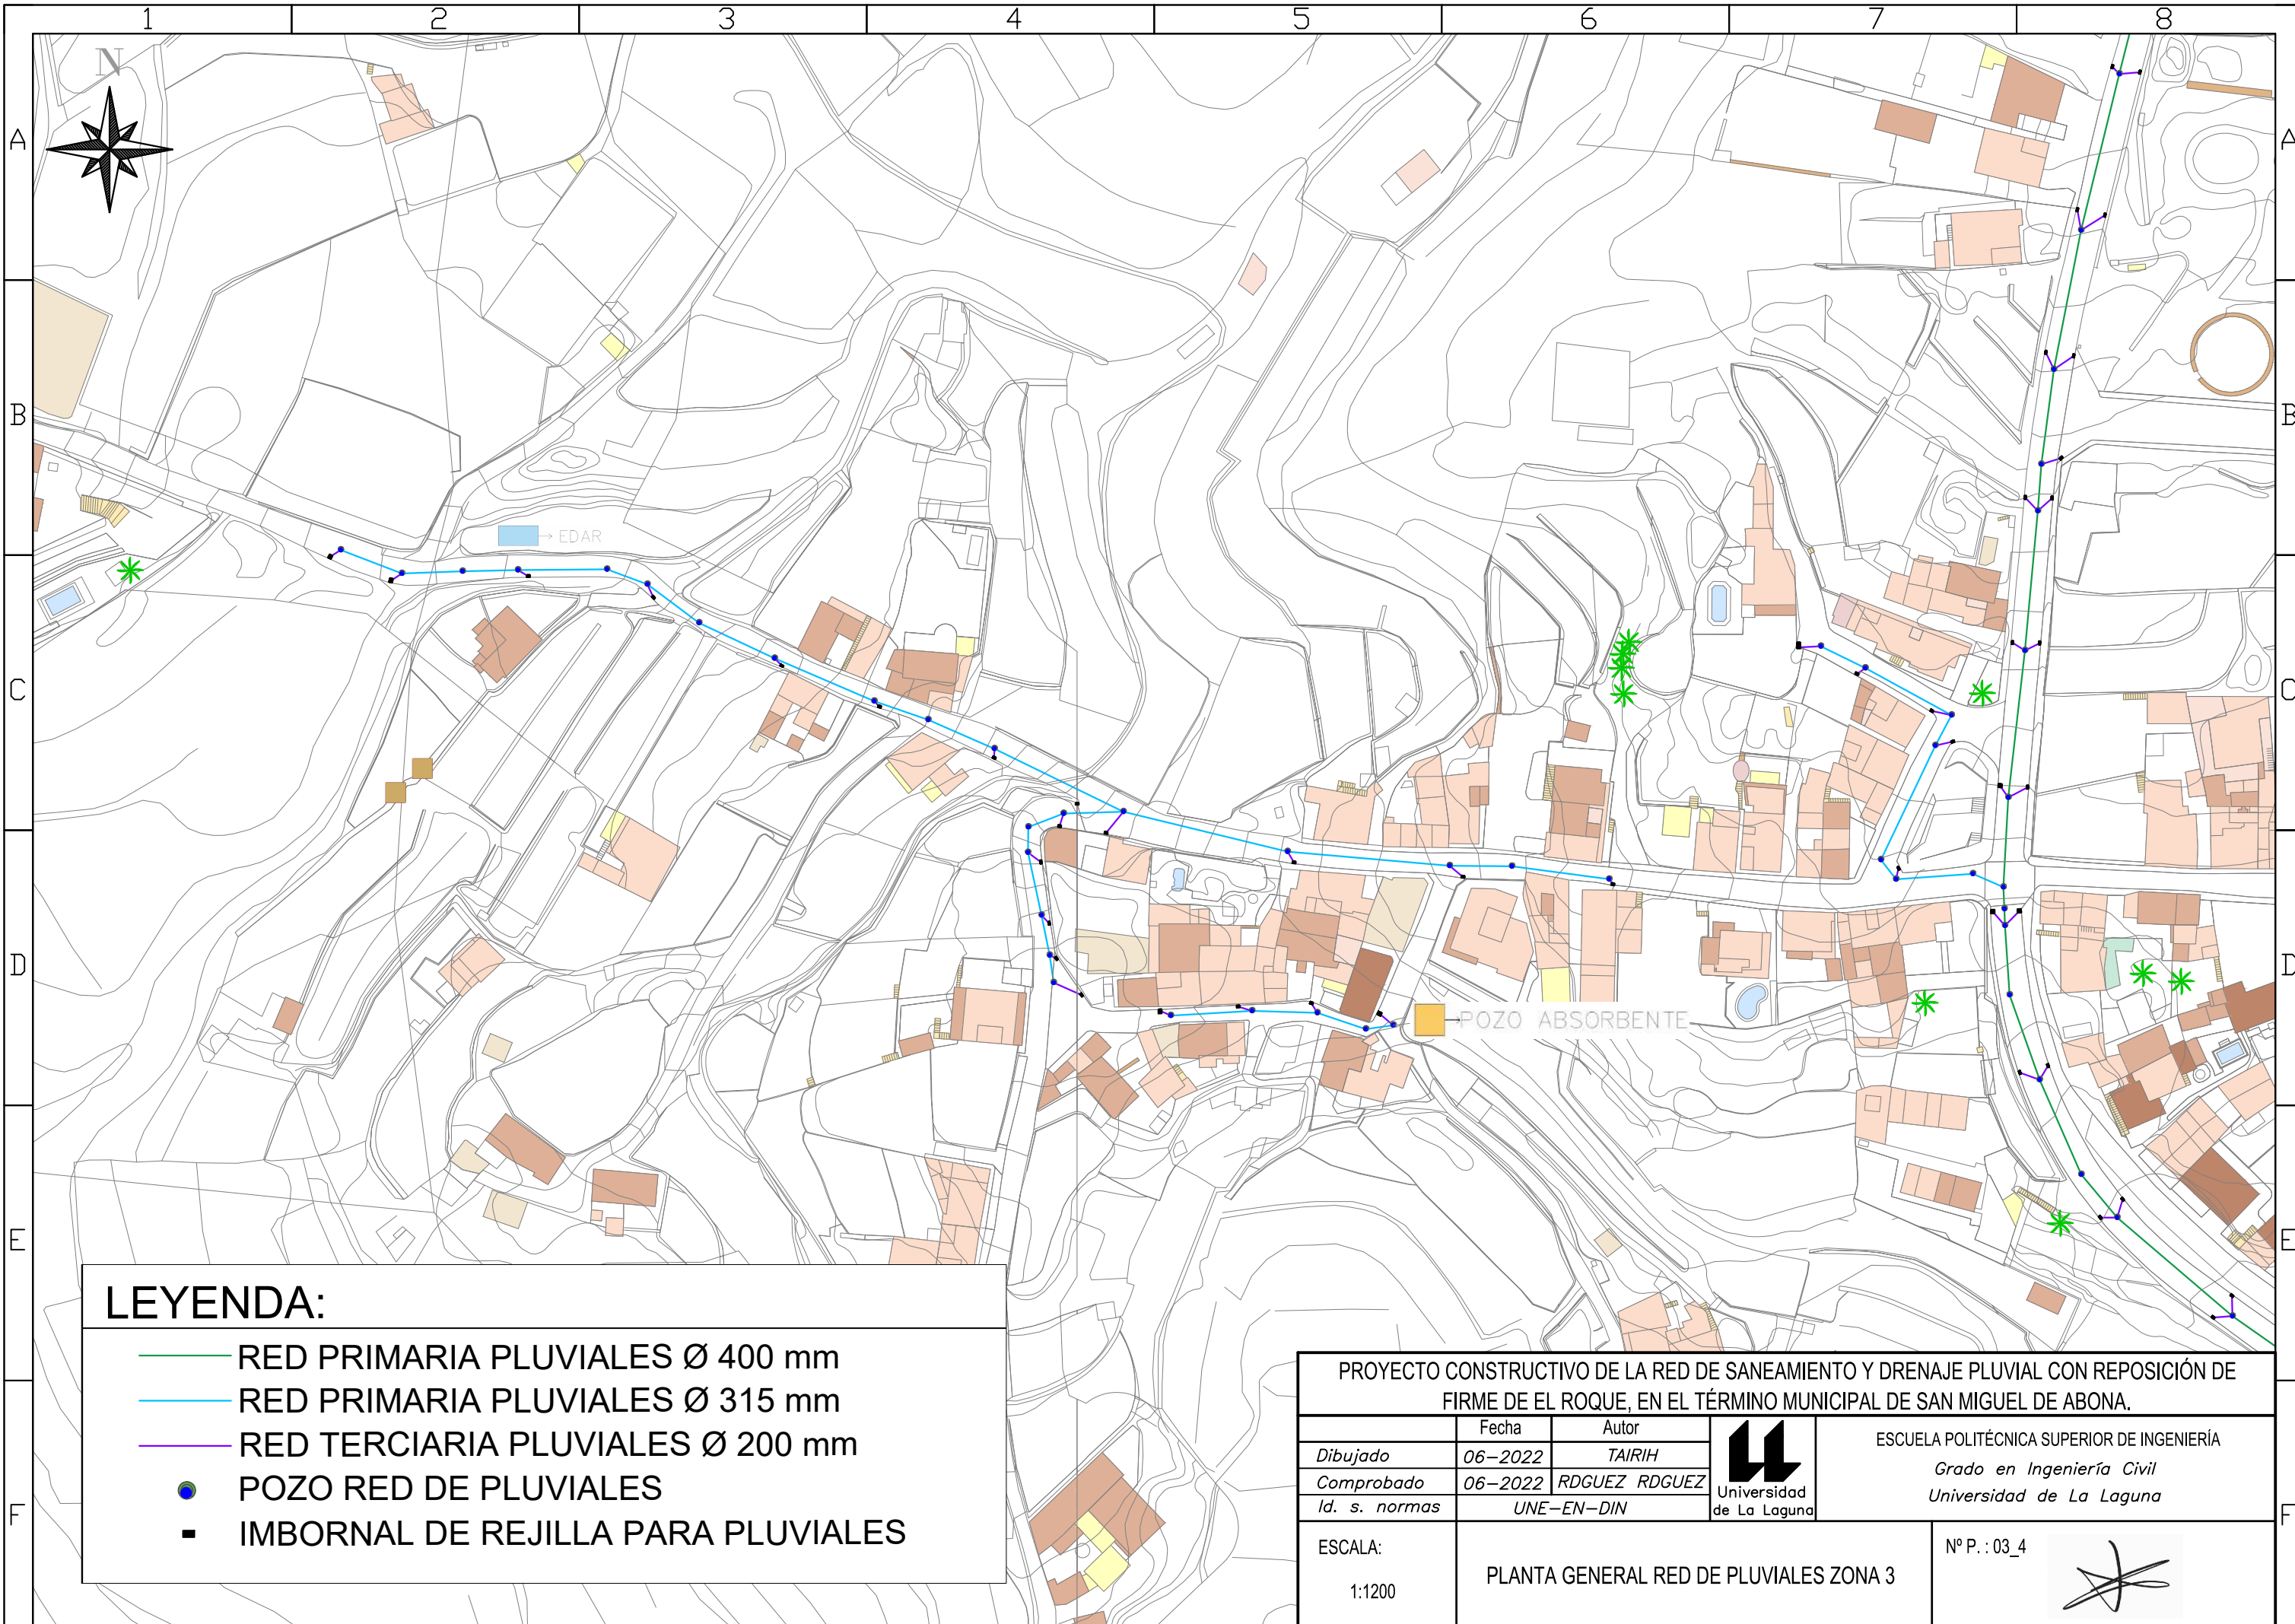 1 2 3 4 5 6 7 8
N
A A
B B
EDAR
C C
D D
POZO ABSORBENTE
E E
LEYENDA:
RED PRIMARIA PLUVIALES Ø 400 mm
RED PRIMARIA PLUVIALES Ø 315 mm
RED TERCIARIA PLUVIALES Ø 200 mm
POZO RED DE PLUVIALES
IMBORNAL DE REJILLA PARA PLUVIALES
F F
PROYECTO CONSTRUCTIVO DE LA RED DE SANEAMIENTO Y DRENAJE PLUVIAL CON REPOSICIÓN DE
FIRME DE EL ROQUE, EN EL TÉRMINO MUNICIPAL DE SAN MIGUEL DE ABONA.
Fecha Autor
Dibujado 06-2022 TAIRIH
Comprobado 06-2022 RDGUEZ RDGUEZ
Id. s. normas UNE-EN-DIN
Universidad
de La Laguna
ESCUELA POLITÉCNICA SUPERIOR DE INGENIERÍA
Grado en Ingeniería Civil
Universidad de La Laguna
ESCALA:
1:1200
PLANTA GENERAL RED DE PLUVIALES ZONA 3
Nº P. : 03_4